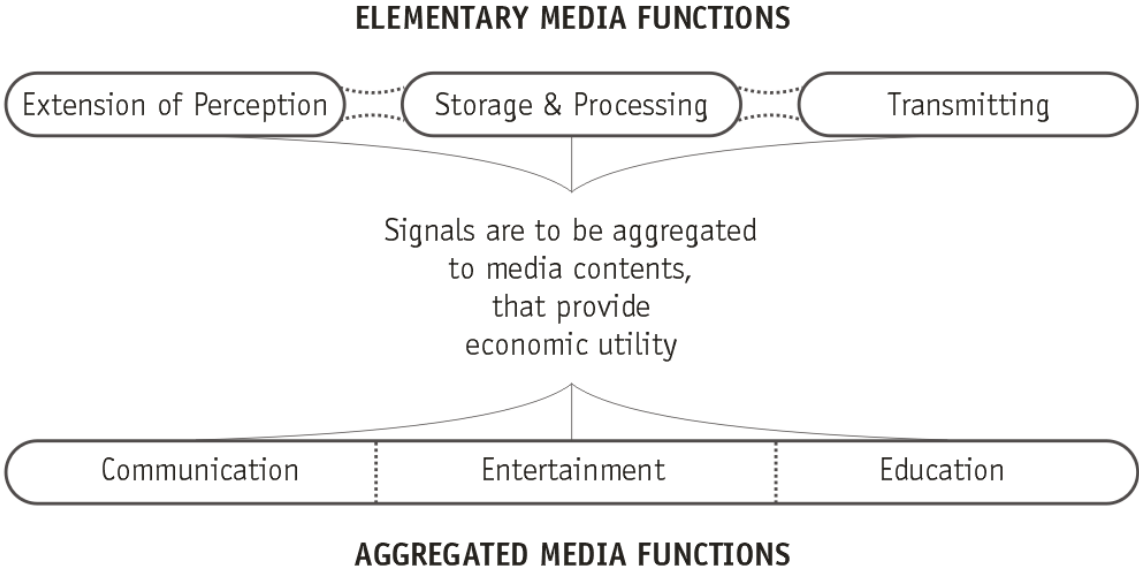 ELEMENTARY MEDIA FUNCTIONS
Extension of Perception
Storage & Processing
Transmitting
Signals are to be aggregated
to media contents,
that provide
economic utility
Communication
Entertainment
Education
AGGREGATED MEDIA FUNCTIONS